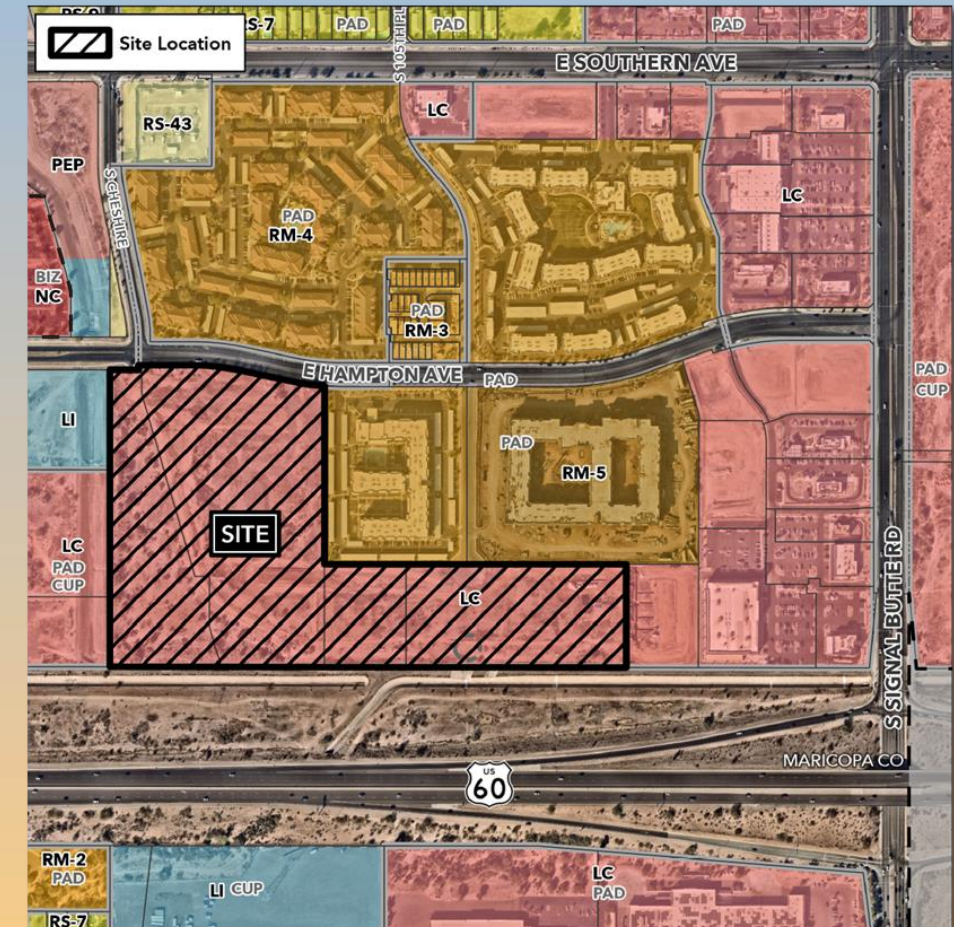 RS-9
S-7
PAD
PAD
PAD
Site Location
S 105TH PL
E SOUTHERN AVE
LC
RS-43
PEP
S CHESHIRE
PAD
RM-4
LC
BIZ
NC
PAD
RM-3
E HAMPTON AVE
PAD
PAD
CUP
LI
PAD
RM-5
SITE
LC
PAD
CUP
LC
S SIGNAL BUTTE RD
MARICOPA CO
US
60
RM-2
PAD
LI CUP
LC
PAD
RS-7